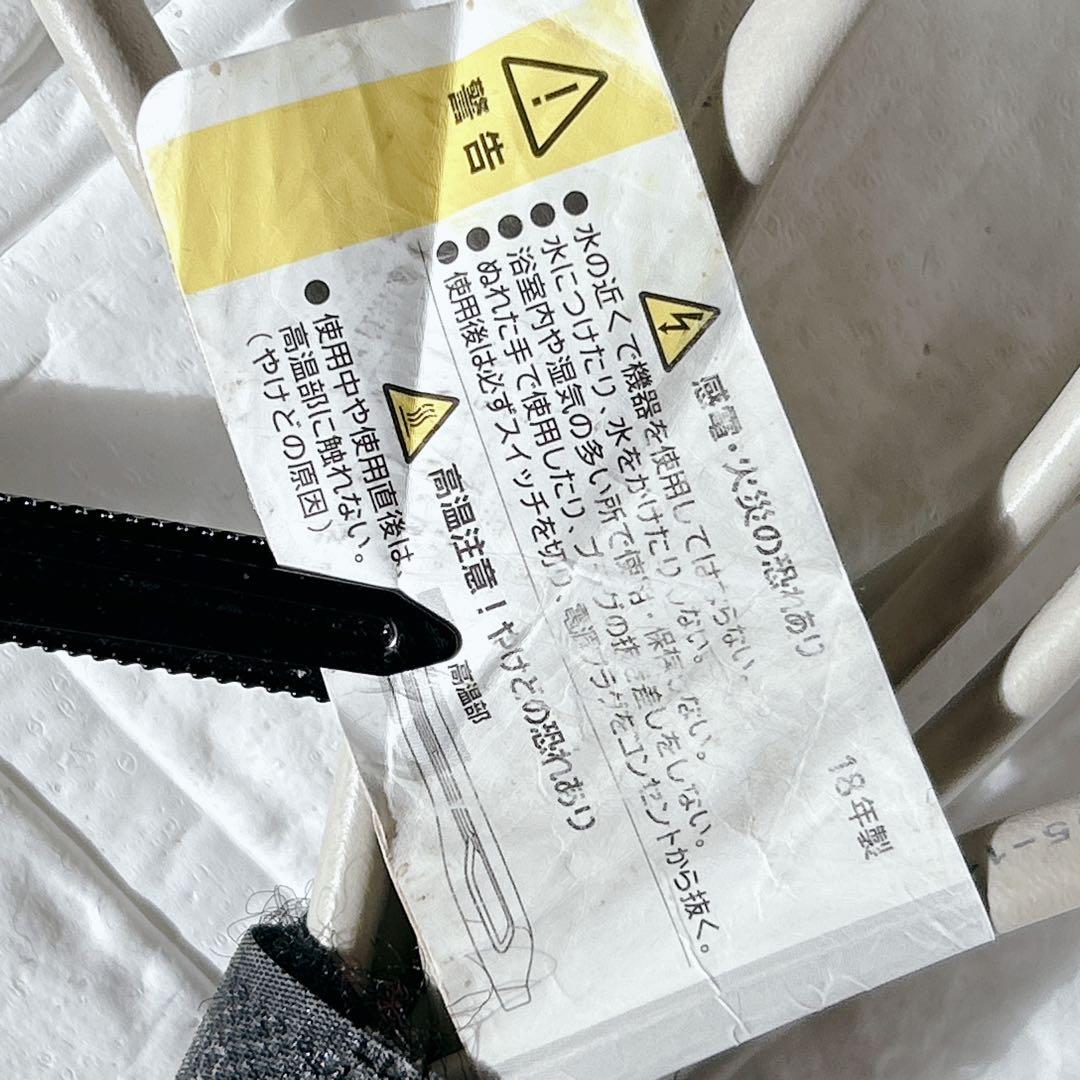 警告
感電・火災の恐れあり
●水の近くで機器を使用してはならない。
●水につけたり、水をかけたりしない。
●浴室内や湿気の多い所で使用・保存しない。
●ぬれた手で使用したり、プラグの抜き差しをしない。
●使用後は必ずスイッチを切り、電源プラグをコンセントから抜く。
高温注意!やけどの恐れあり
●使用中や使用直後は
高温部に触れない。
(やけどの原因)
高温部
18年製